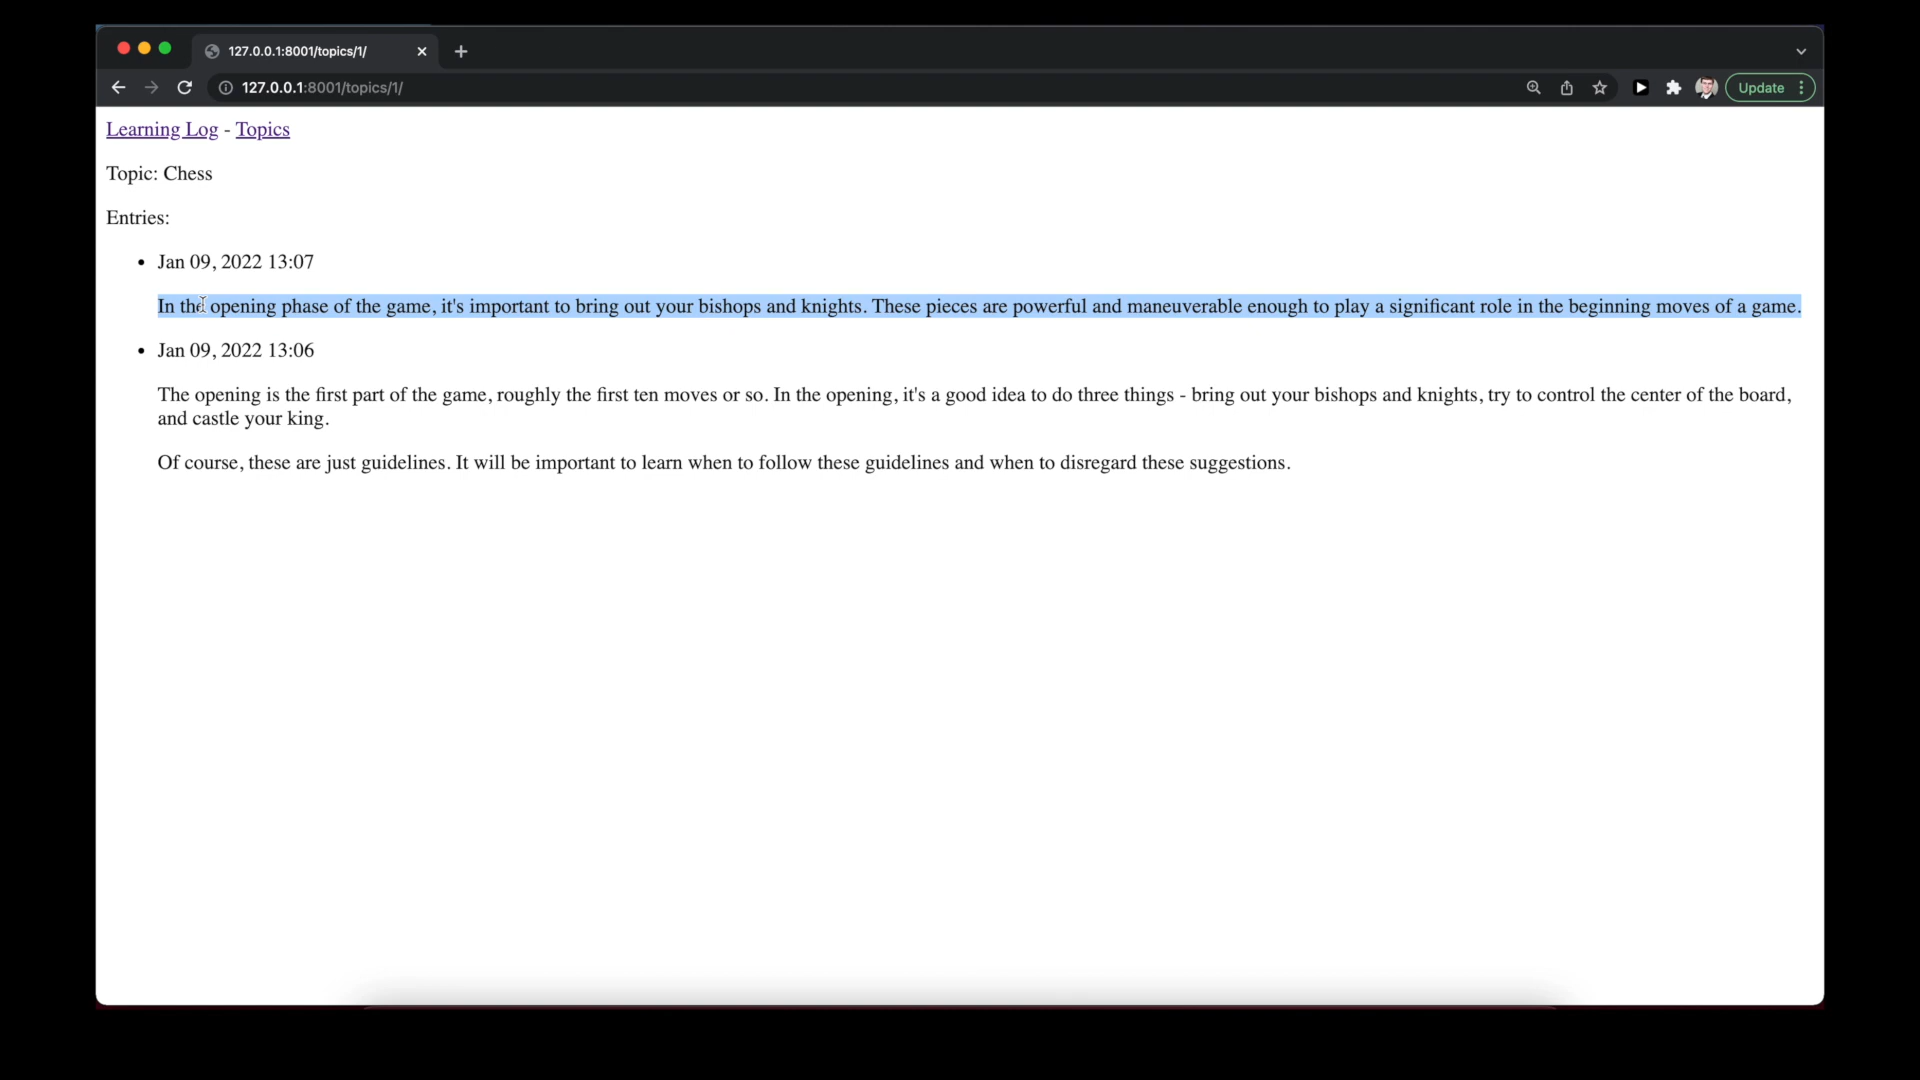 127.0.0.1:8001/topics/1/
127.0.0.1:8001/topics/1/
Update
Learning Log - Topics
Topic: Chess
Entries:
Jan 09, 2022 13:07
In the opening phase of the game, it's important to bring out your bishops and knights. These pieces are powerful and maneuverable enough to play a significant role in the beginning moves of a game.
Jan 09, 2022 13:06
The opening is the first part of the game, roughly the first ten moves or so. In the opening, it's a good idea to do three things - bring out your bishops and knights, try to control the center of the board,
and castle your king.
Of course, these are just guidelines. It will be important to learn when to follow these guidelines and when to disregard these suggestions.